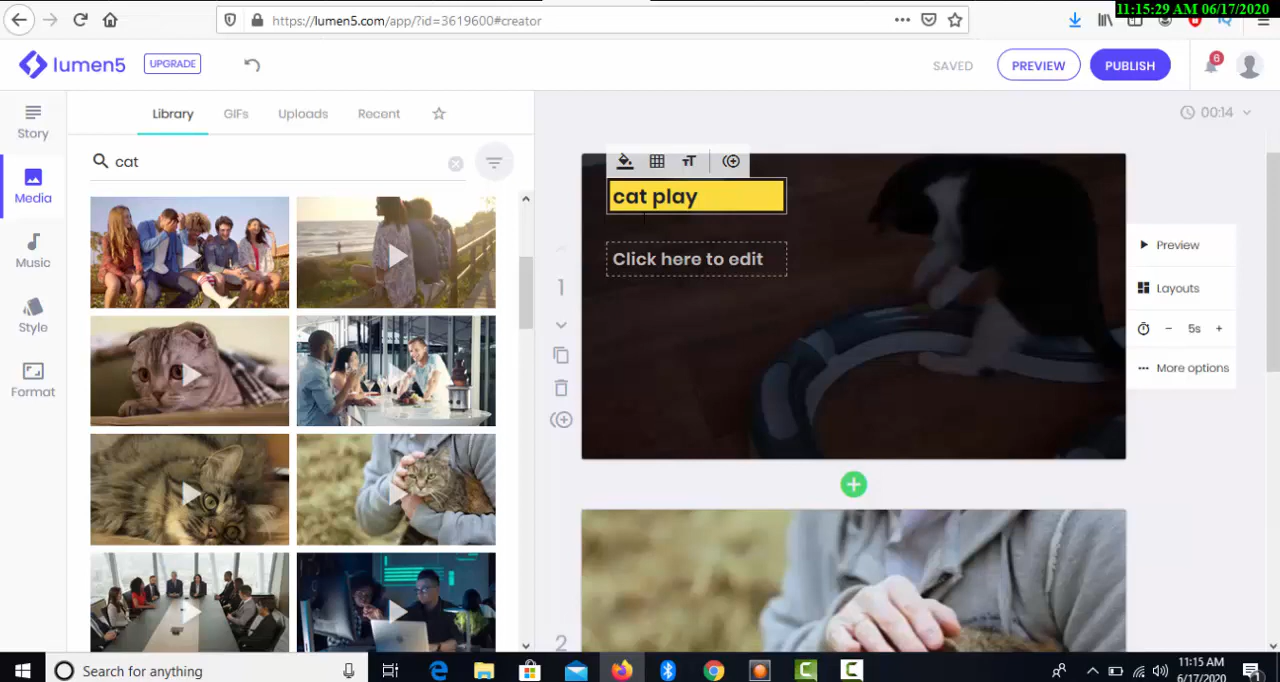 11:15:29 AM 06/17/2020
https://lumen5.com/app/?id=3619600#creator
lumen5
UPGRADE
SAVED
PREVIEW
PUBLISH
6
Story
Media
Music
Style
Format
Library
GIFs
Uploads
Recent
cat
00:14
cat play
Click here to edit
1
2
Preview
Layouts
5s
More options
Search for anything
11:15 AM
6/17/2020